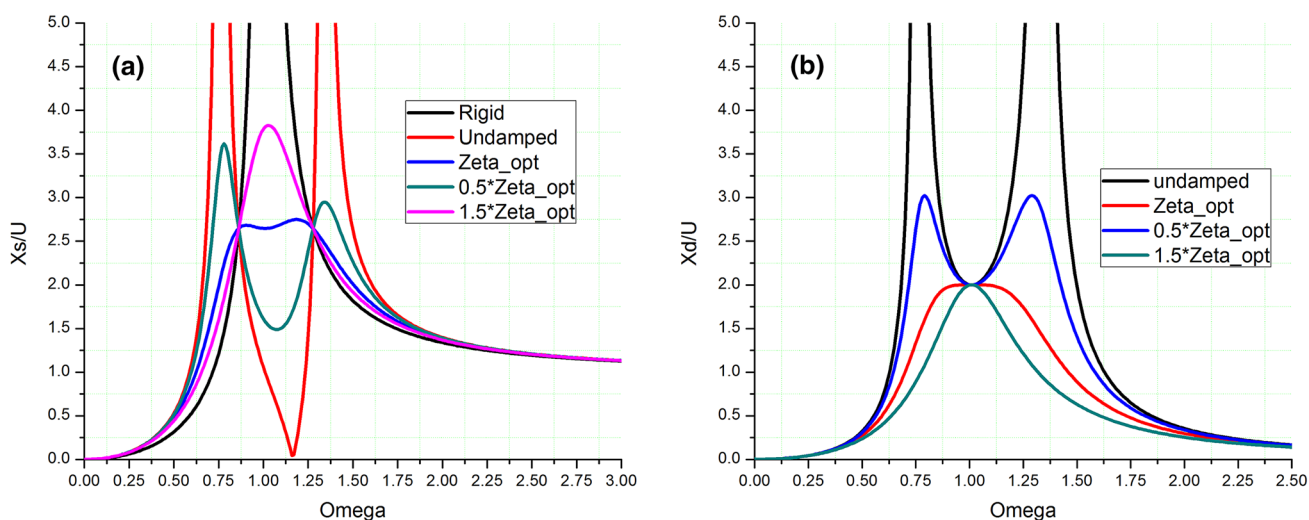 (a)
Xs/U
5.0
4.5
4.0
3.5
3.0
2.5
2.0
1.5
1.0
0.5
0.0
Rigid
Undamped
Zeta_opt
0.5*Zeta_opt
1.5*Zeta_opt
0.00 0.25 0.50 0.75 1.00 1.25 1.50 1.75 2.00 2.25 2.50 2.75 3.00
Omega
(b)
Xd/U
5.0
4.5
4.0
3.5
3.0
2.5
2.0
1.5
1.0
0.5
0.0
undamped
Zeta_opt
0.5*Zeta_opt
1.5*Zeta_opt
0.00 0.25 0.50 0.75 1.00 1.25 1.50 1.75 2.00 2.25 2.50
Omega